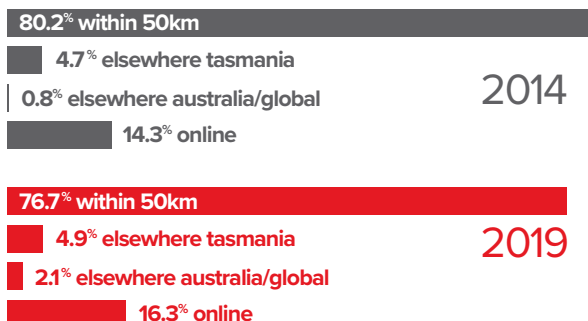 80.2% within 50km
4.7% elsewhere tasmania
0.8% elsewhere australia/global
14.3% online
2014
76.7% within 50km
4.9% elsewhere tasmania
2.1% elsewhere australia/global
16.3% online
2019